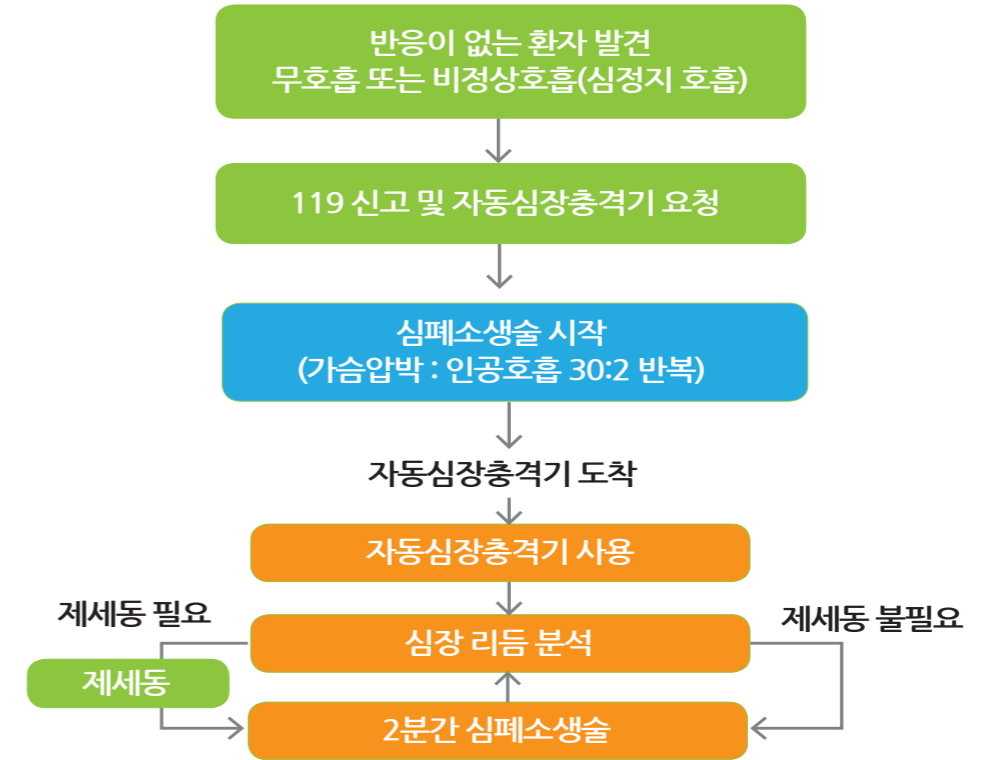 반응이 없는 환자 발견
무호흡 또는 비정상호흡(심정지 호흡)
119 신고 및 자동심장충격기 요청
심폐소생술 시작
(가슴압박 : 인공호흡 30:2 반복)
자동심장충격기 도착
자동심장충격기 사용
제세동 필요
제세동 불필요
심장 리듬 분석
제세동
2분간 심폐소생술